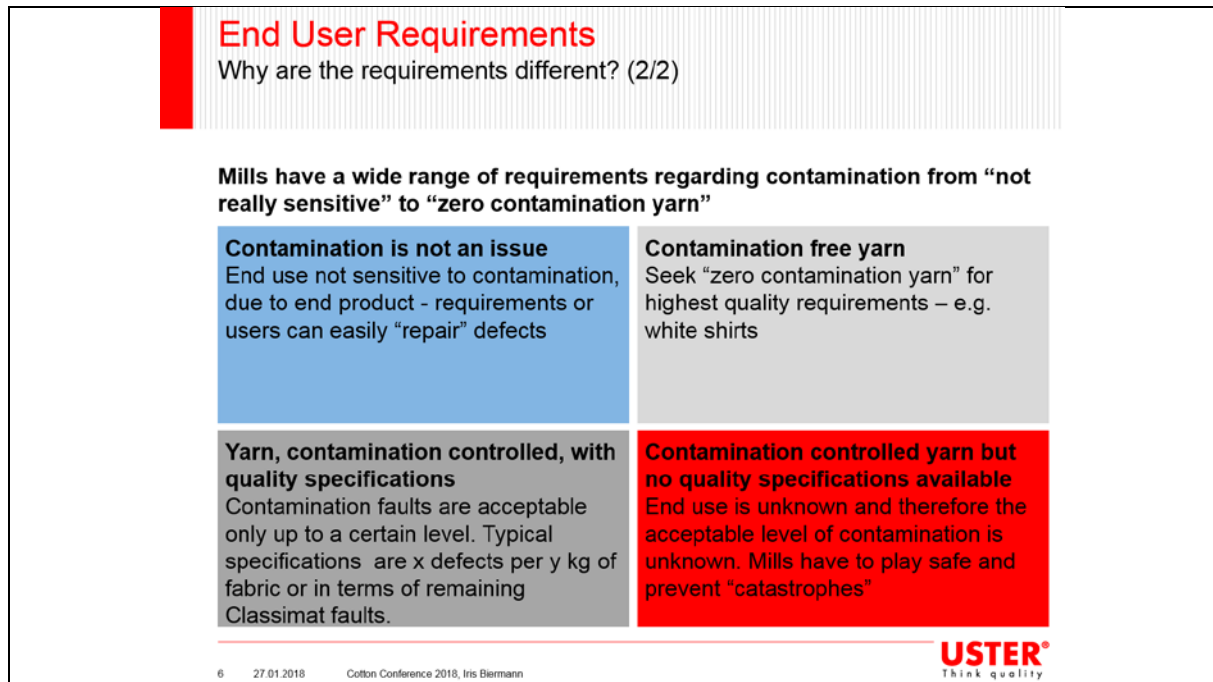 End User Requirements
Why are the requirements different? (2/2)
Mills have a wide range of requirements regarding contamination from “not
really sensitive” to “zero contamination yarn”
Contamination is not an issue
End use not sensitive to contamination,
due to end product - requirements or
users can easily “repair” defects
Contamination free yarn
Seek “zero contamination yarn” for
highest quality requirements – e.g.
white shirts
Yarn, contamination controlled, with
quality specifications
Contamination faults are acceptable
only up to a certain level. Typical
specifications  are x defects per y kg of
fabric or in terms of remaining
Classimat faults.
Contamination controlled yarn but
no quality specifications available
End use is unknown and therefore the
acceptable level of contamination is
unknown. Mills have to play safe and
prevent “catastrophes”
6 27.01.2018 Cotton Conference 2018, Iris Biermann
USTER®
Think quality